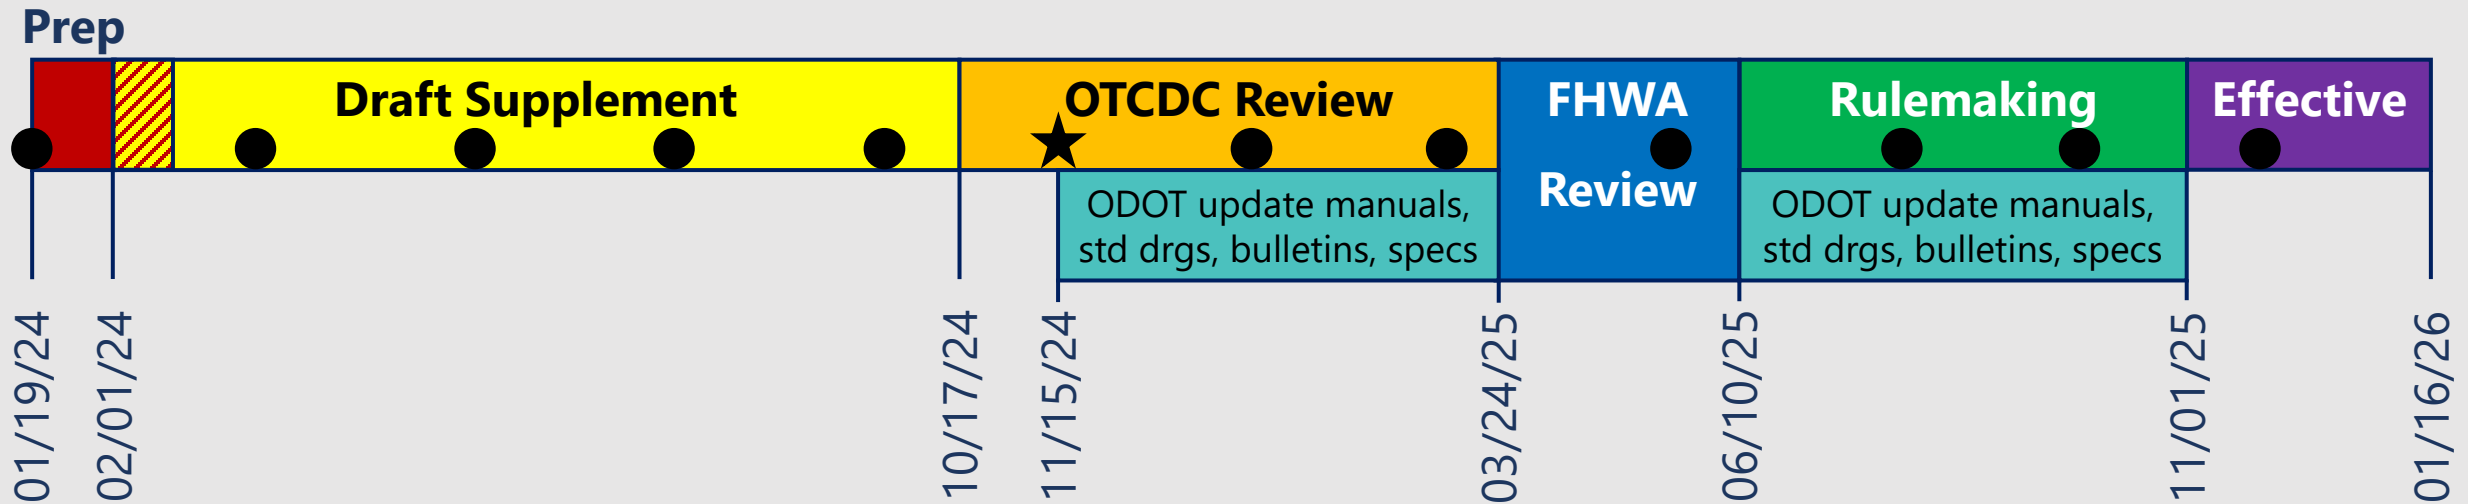 Prep
Draft Supplement
OTCDC Review
FHWA
Review
Rulemaking
Effective
ODOT update manuals,
std drgs, bulletins, specs
ODOT update manuals,
std drgs, bulletins, specs
01/19/24
02/01/24
10/17/24
11/15/24
03/24/25
06/10/25
11/01/25
01/16/26